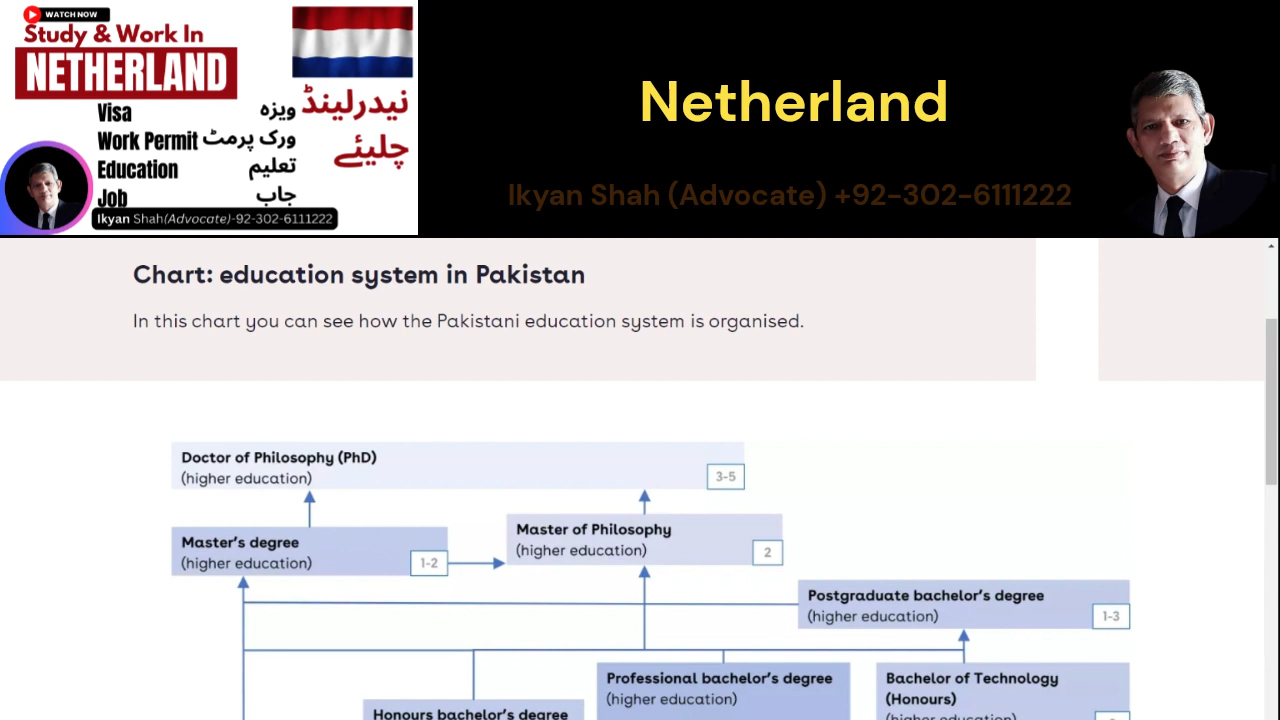 WATCH NOW
Study & Work In
NETHERLAND
نیدرلینڈ
چلیئے
Visa
ویزہ
Work Permit
ورک پرمٹ
Education
تعلیم
Job
جاب
Ikyan Shah(Advocate)-92-302-6111222
Netherland
Ikyan Shah (Advocate) +92-302-6111222
Chart: education system in Pakistan
In this chart you can see how the Pakistani education system is organised.
Doctor of Philosophy (PhD)
(higher education)
3-5
Master's degree
(higher education)
1-2
Master of Philosophy
(higher education)
2
Postgraduate bachelor's degree
(higher education)
1-3
Honours bachelor's degree
Professional bachelor's degree
(higher education)
Bachelor of Technology
(Honours)
(higher education)